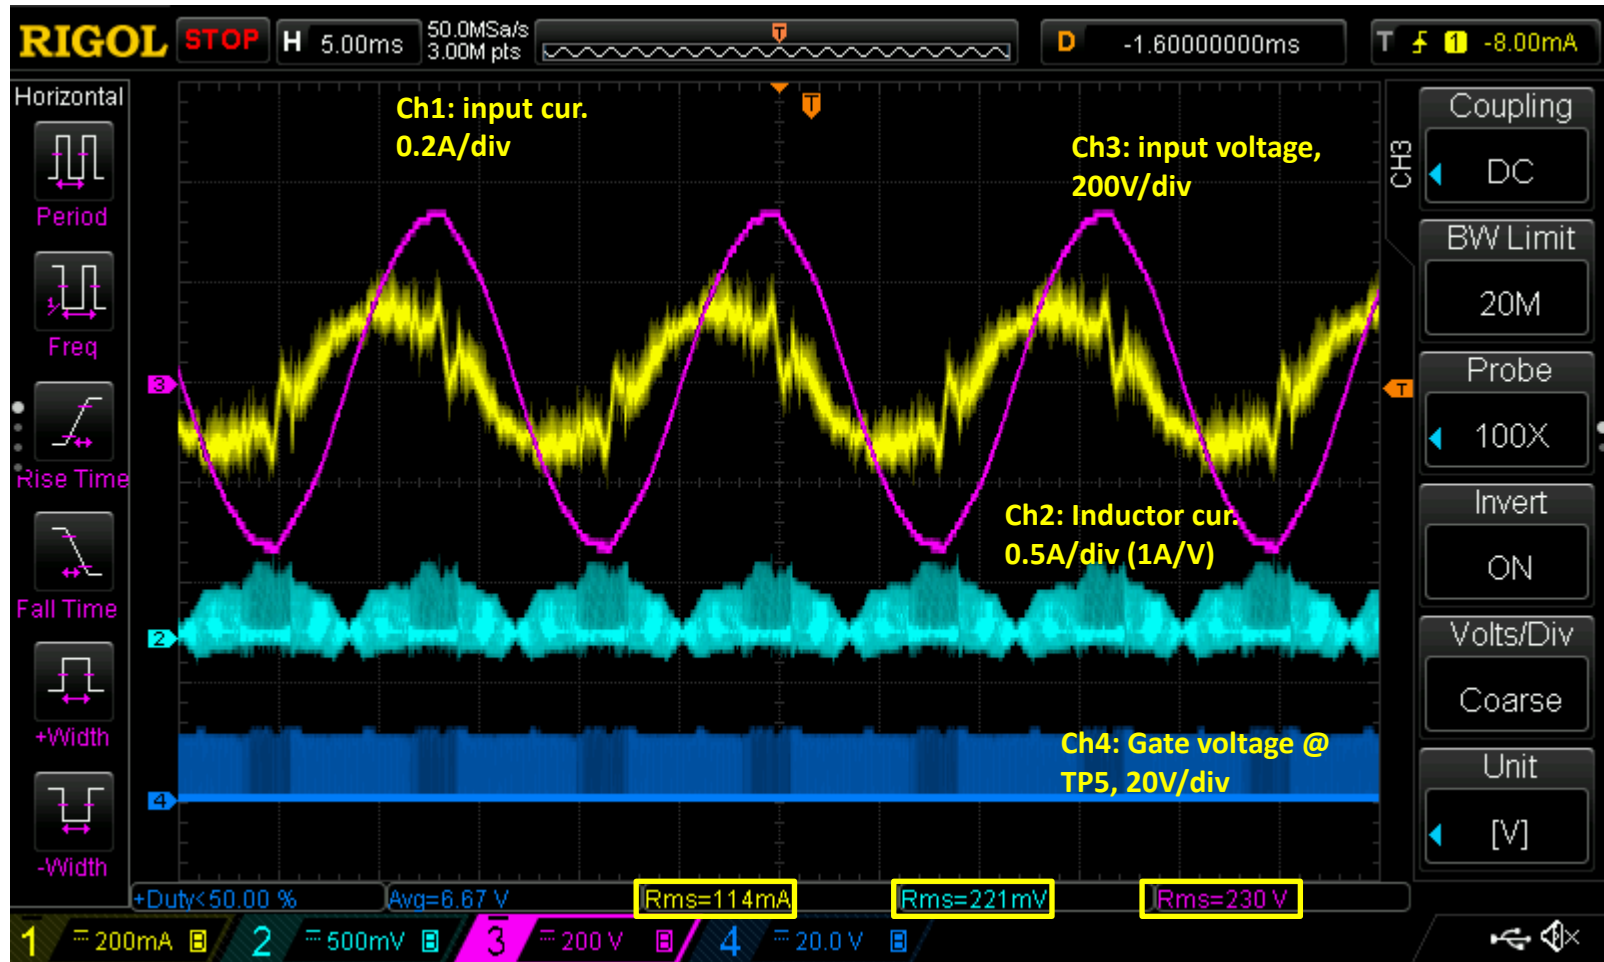 RIGOL STOP H 5.00ms 50.0MSa/s D -1.60000000ms T 1 -8.00mA
3.00M pts
Horizontal
Period
Freq
Rise Time
Fall Time
+Width
-Width
Ch1: input cur.
0.2A/div
Ch3: input voltage,
200V/div
Ch2: Inductor cur.
0.5A/div (1A/V)
Ch4: Gate voltage @
TP5, 20V/div
T
T
3
2
4
T
CH3
Coupling
DC
BW Limit
20M
Probe
100X
Invert
ON
Volts/Div
Coarse
Unit
[V]
+Duty<50.00 % Avg=6.67 V Rms=114mA Rms=221mV Rms=230 V
1 200mA B 2 500mV B 3 200 V B 4 20.0 V B